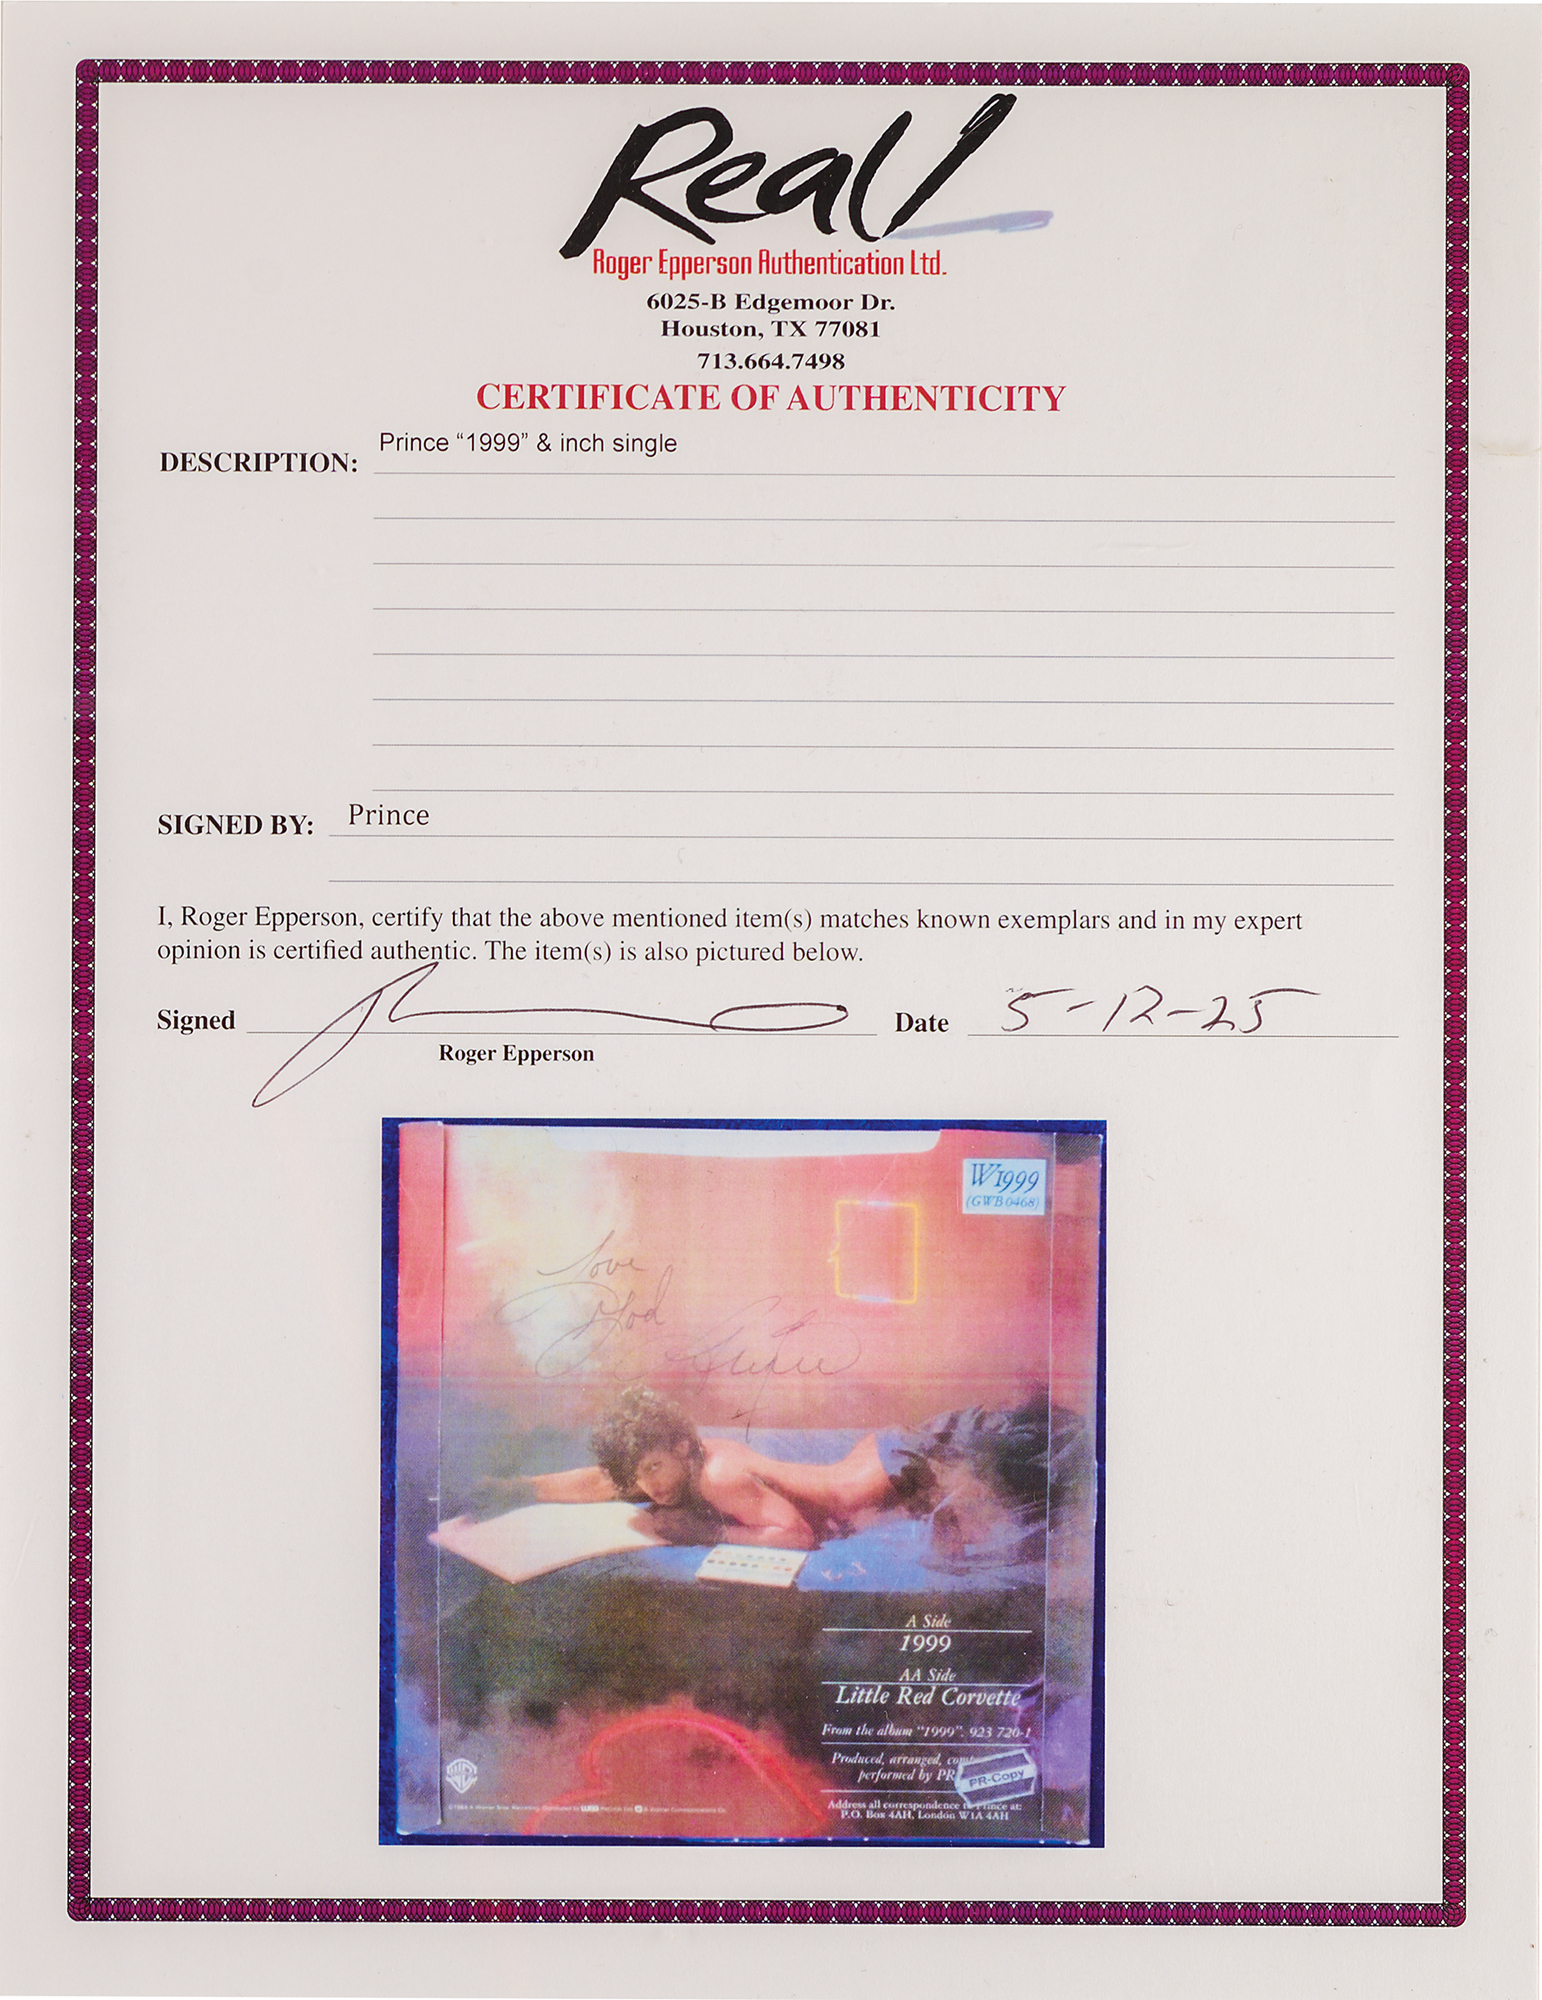 Real
Roger Epperson Authentication Ltd.
6025-B Edgemoor Dr.
Houston, TX 77081
713.664.7498
CERTIFICATE OF AUTHENTICITY
DESCRIPTION: Prince “1999” & inch single
SIGNED BY: Prince
I, Roger Epperson, certify that the above mentioned item(s) matches known exemplars and in my expert
opinion is certified authentic. The item(s) is also pictured below.
Signed Date 5-12-25
Roger Epperson
W1999
(GWB0468)
Love
God
A Side
1999
AA Side
Little Red Corvette
From the album "1999". 923 720-1
Produced, arranged,
performed by PR
PR-Copy
Address all correspondence to Prince at:
P.O. Box 4AH, London W1A 4AH